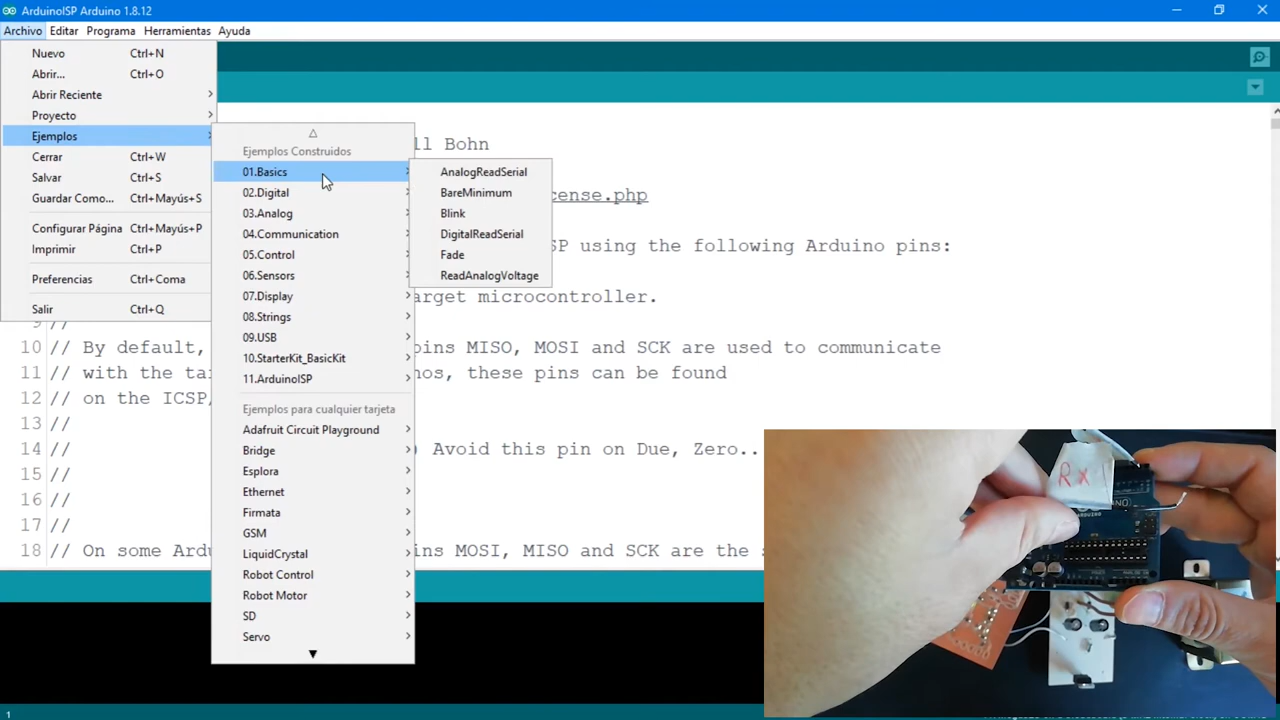 ArduinoISP Arduino 1.8.12
Archivo Editar Programa Herramientas Ayuda
Nuevo Ctrl+N
Abrir... Ctrl+O
Abrir Reciente
Proyecto
Ejemplos
Cerrar Ctrl+W
Salvar Ctrl+S
Guardar Como... Ctrl+Mayús+S
Configurar Página Ctrl+Mayús+P
Imprimir Ctrl+P
Preferencias Ctrl+Coma
Salir Ctrl+Q
Ejemplos Construidos
01.Basics
02.Digital
03.Analog
04.Communication
05.Control
06.Sensors
07.Display
08.Strings
09.USB
10.StarterKit_BasicKit
11.ArduinoISP
Ejemplos para cualquier tarjeta
Adafruit Circuit Playground
Bridge
Esplora
Ethernet
Firmata
GSM
LiquidCrystal
Robot Control
Robot Motor
SD
Servo
AnalogReadSerial
BareMinimum
Blink
DigitalReadSerial
Fade
ReadAnalogVoltage
ll Bohn
cense.php
SP using the following Arduino pins:
arget microcontroller.
9 //
10 // By default, pins MISO, MOSI and SCK are used to communicate
11 // with the ta nos, these pins can be found
12 // on the ICSP/
13 //
14 // ) Avoid this pin on Due, Zero..
15 //
16 //
17 //
18 // On some Ard pins MOSI, MISO and SCK are the s
Rx 1
1